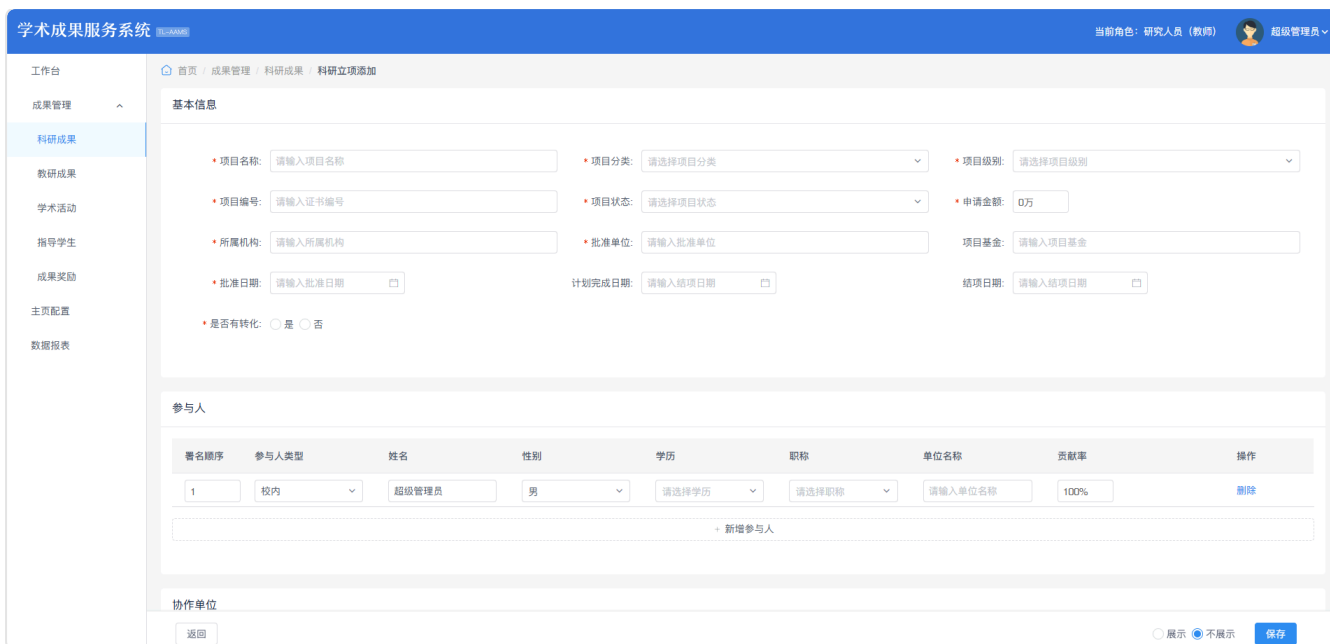 学术成果服务系统 TL-AAMS 当前角色：研究人员（教师） 超级管理员
工作台
成果管理
科研成果
教研成果
学术活动
指导学生
成果奖励
主页配置
数据报表
首页 / 成果管理 / 科研成果 / 科研立项添加
基本信息
* 项目名称: 请输入项目名称 * 项目分类: 请选择项目分类 * 项目级别: 请选择项目级别
* 项目编号: 请输入证书编号 * 项目状态: 请选择项目状态 * 申请金额: 0万
* 所属机构: 请输入所属机构 * 批准单位: 请输入批准单位 项目基金: 请输入项目基金
* 批准日期: 请输入批准日期 计划完成日期: 请输入结项日期 结项日期: 请输入结项日期
* 是否有转化: 是 否
参与人
署名顺序 参与人类型 姓名 性别 学历 职称 单位名称 贡献率 操作
1 校内 超级管理员 男 请选择学历 请选择职称 请输入单位名称 100% 删除
+ 新增参与人
协作单位
返回 展示 不展示 保存